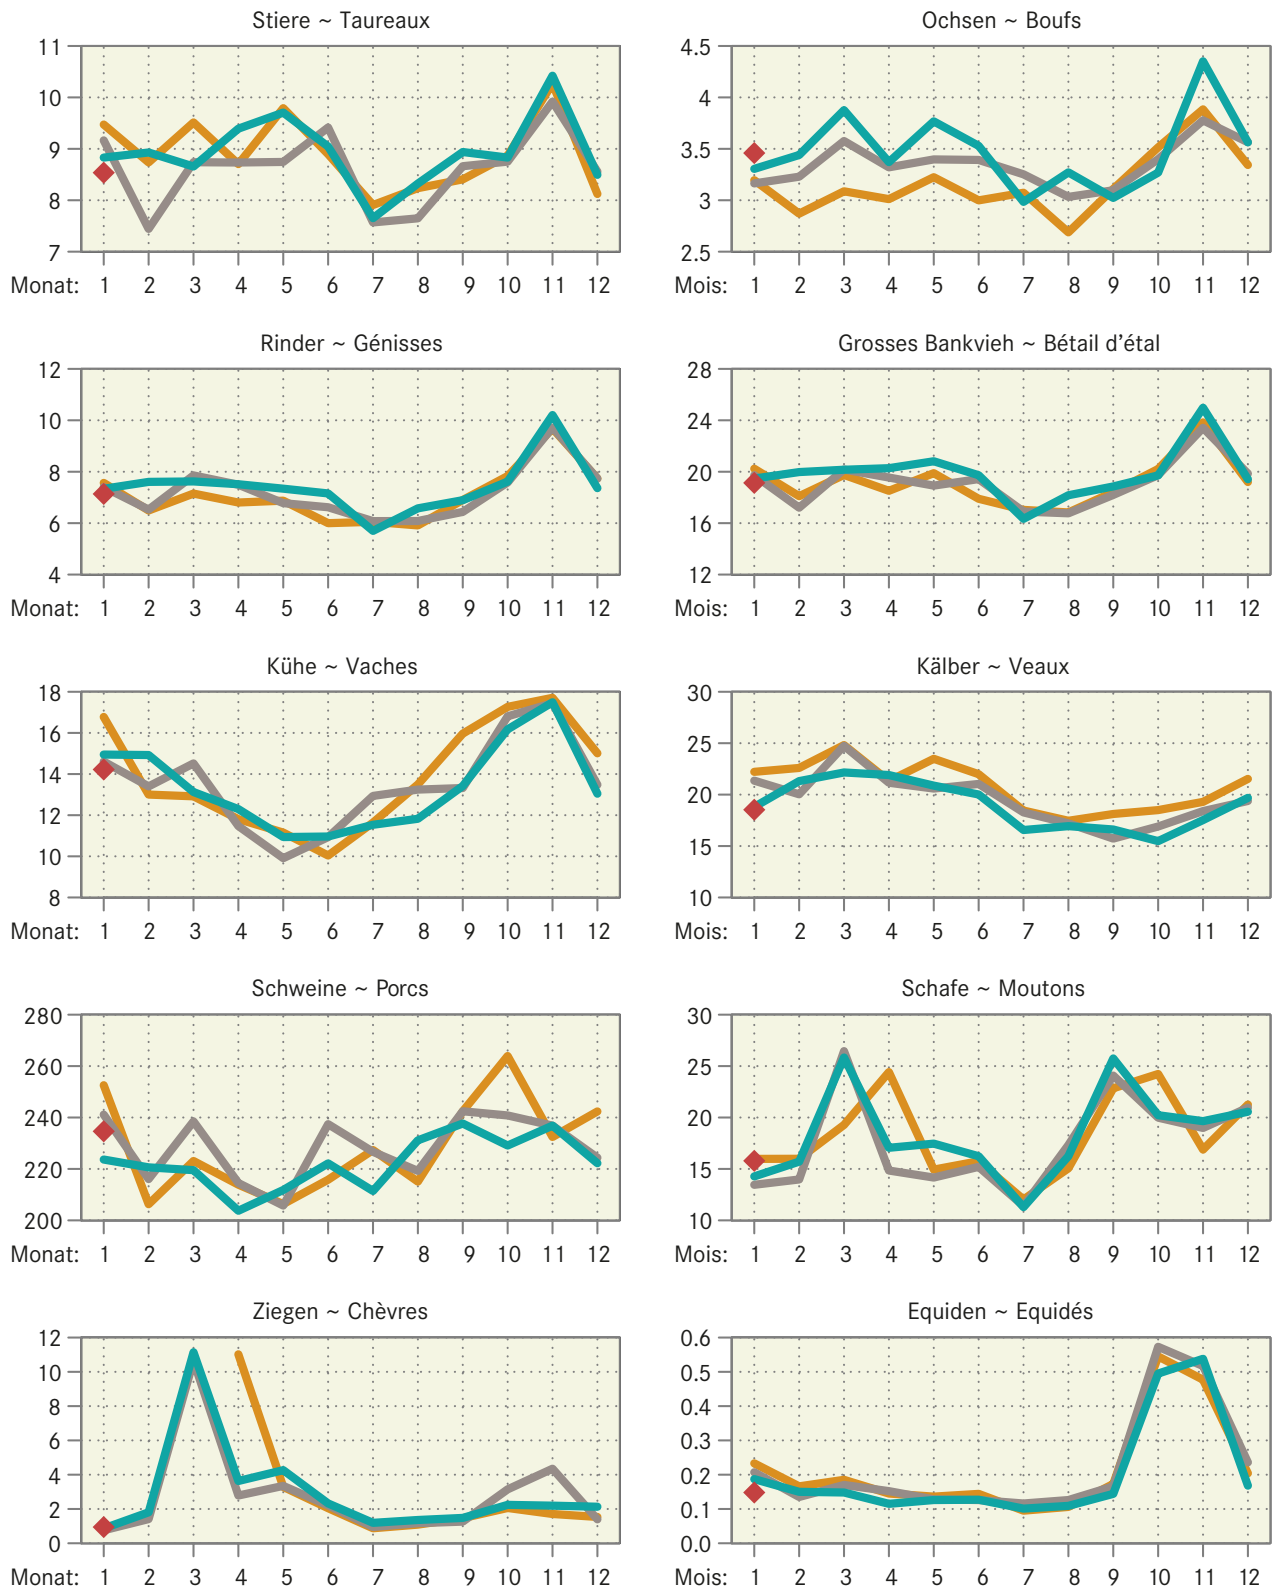 Stiere ~ Taureaux
11
10
9
8
7
Monat: 1 2 3 4 5 6 7 8 9 10 11 12
Ochsen ~ Boufs
4.5
4
3.5
3
2.5
Mois: 1 2 3 4 5 6 7 8 9 10 11 12
Rinder ~ Génisses
12
10
8
6
4
Monat: 1 2 3 4 5 6 7 8 9 10 11 12
Grosses Bankvieh ~ Bétail d'étal
28
24
20
16
12
Mois: 1 2 3 4 5 6 7 8 9 10 11 12
Kühe ~ Vaches
18
16
14
12
10
8
Monat: 1 2 3 4 5 6 7 8 9 10 11 12
Kälber ~ Veaux
30
25
20
15
10
Mois: 1 2 3 4 5 6 7 8 9 10 11 12
Schweine ~ Porcs
280
260
240
220
200
Monat: 1 2 3 4 5 6 7 8 9 10 11 12
Schafe ~ Moutons
30
25
20
15
10
Mois: 1 2 3 4 5 6 7 8 9 10 11 12
Ziegen ~ Chèvres
12
10
8
6
4
2
0
Monat: 1 2 3 4 5 6 7 8 9 10 11 12
Equiden ~ Equidés
0.6
0.5
0.4
0.3
0.2
0.1
0.0
Mois: 1 2 3 4 5 6 7 8 9 10 11 12